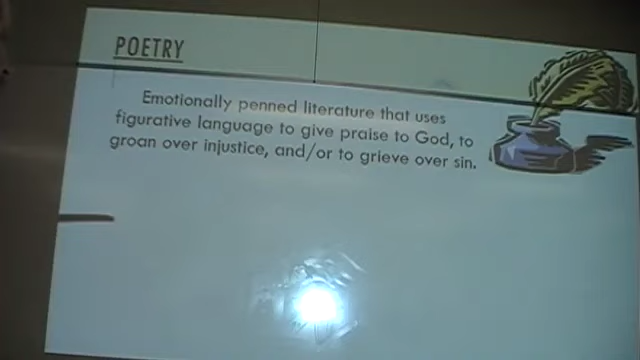 POETRY
Emotionally penned literature that uses
figurative language to give praise to God, to
groan over injustice, and/or to grieve over sin.